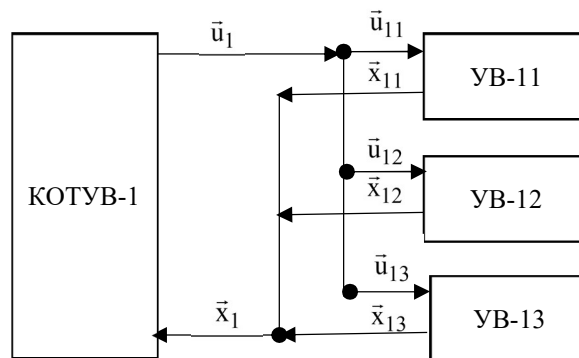 u⃗₁
u⃗₁₁
x⃗₁₁
УВ-11
КОТУВ-1
u⃗₁₂
x⃗₁₂
УВ-12
u⃗₁₃
x⃗₁
x⃗₁₃
УВ-13